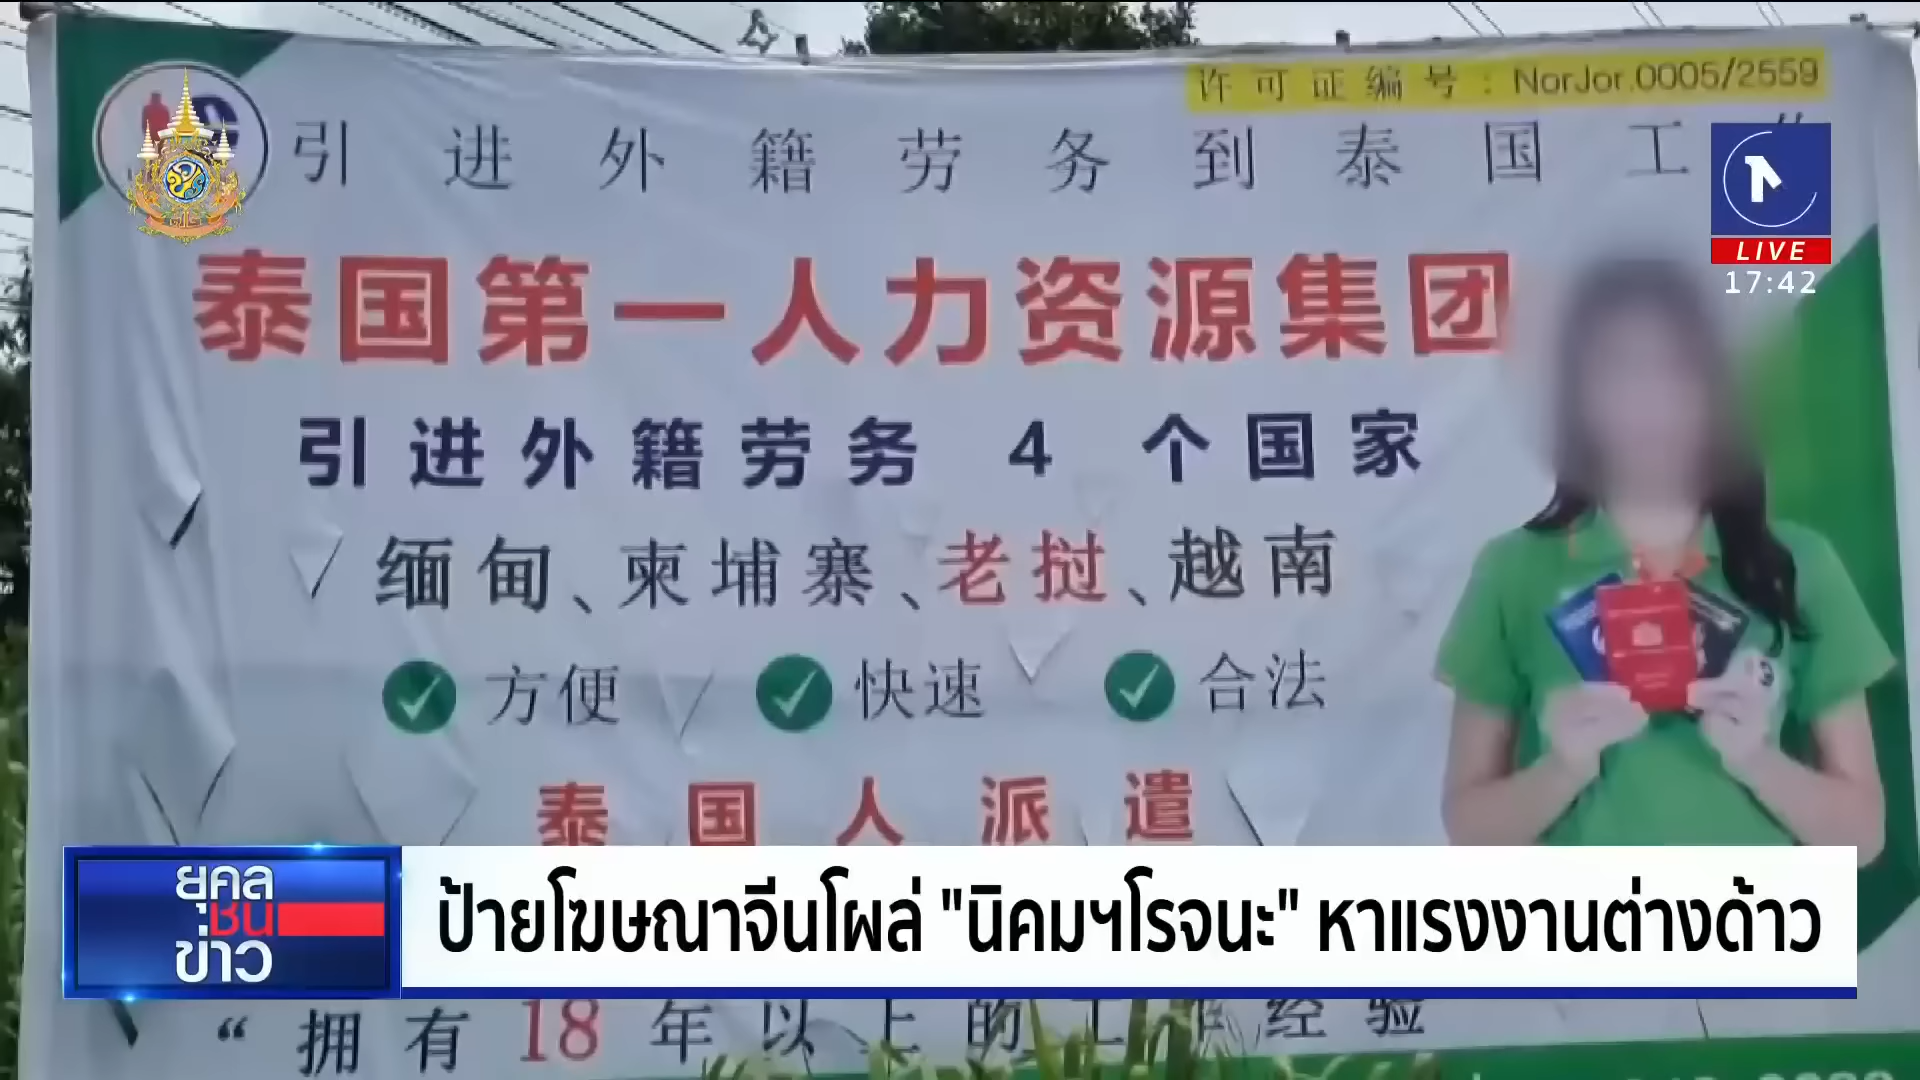 许可证编号：NorJor.0005/2559
引进外籍劳务到泰国工
泰国第一人力资源集团
引进外籍劳务 4 个国家
缅甸、柬埔寨、老挝、越南
方便 快速 合法
泰国人派遣
LIVE
17:42
ยุคล
ชน
ข่าว
ป้ายโฆษณาจีนโผล่ "นิคมฯโรจนะ" หาแรงงานต่างด้าว
“拥有18年以上的工作经验